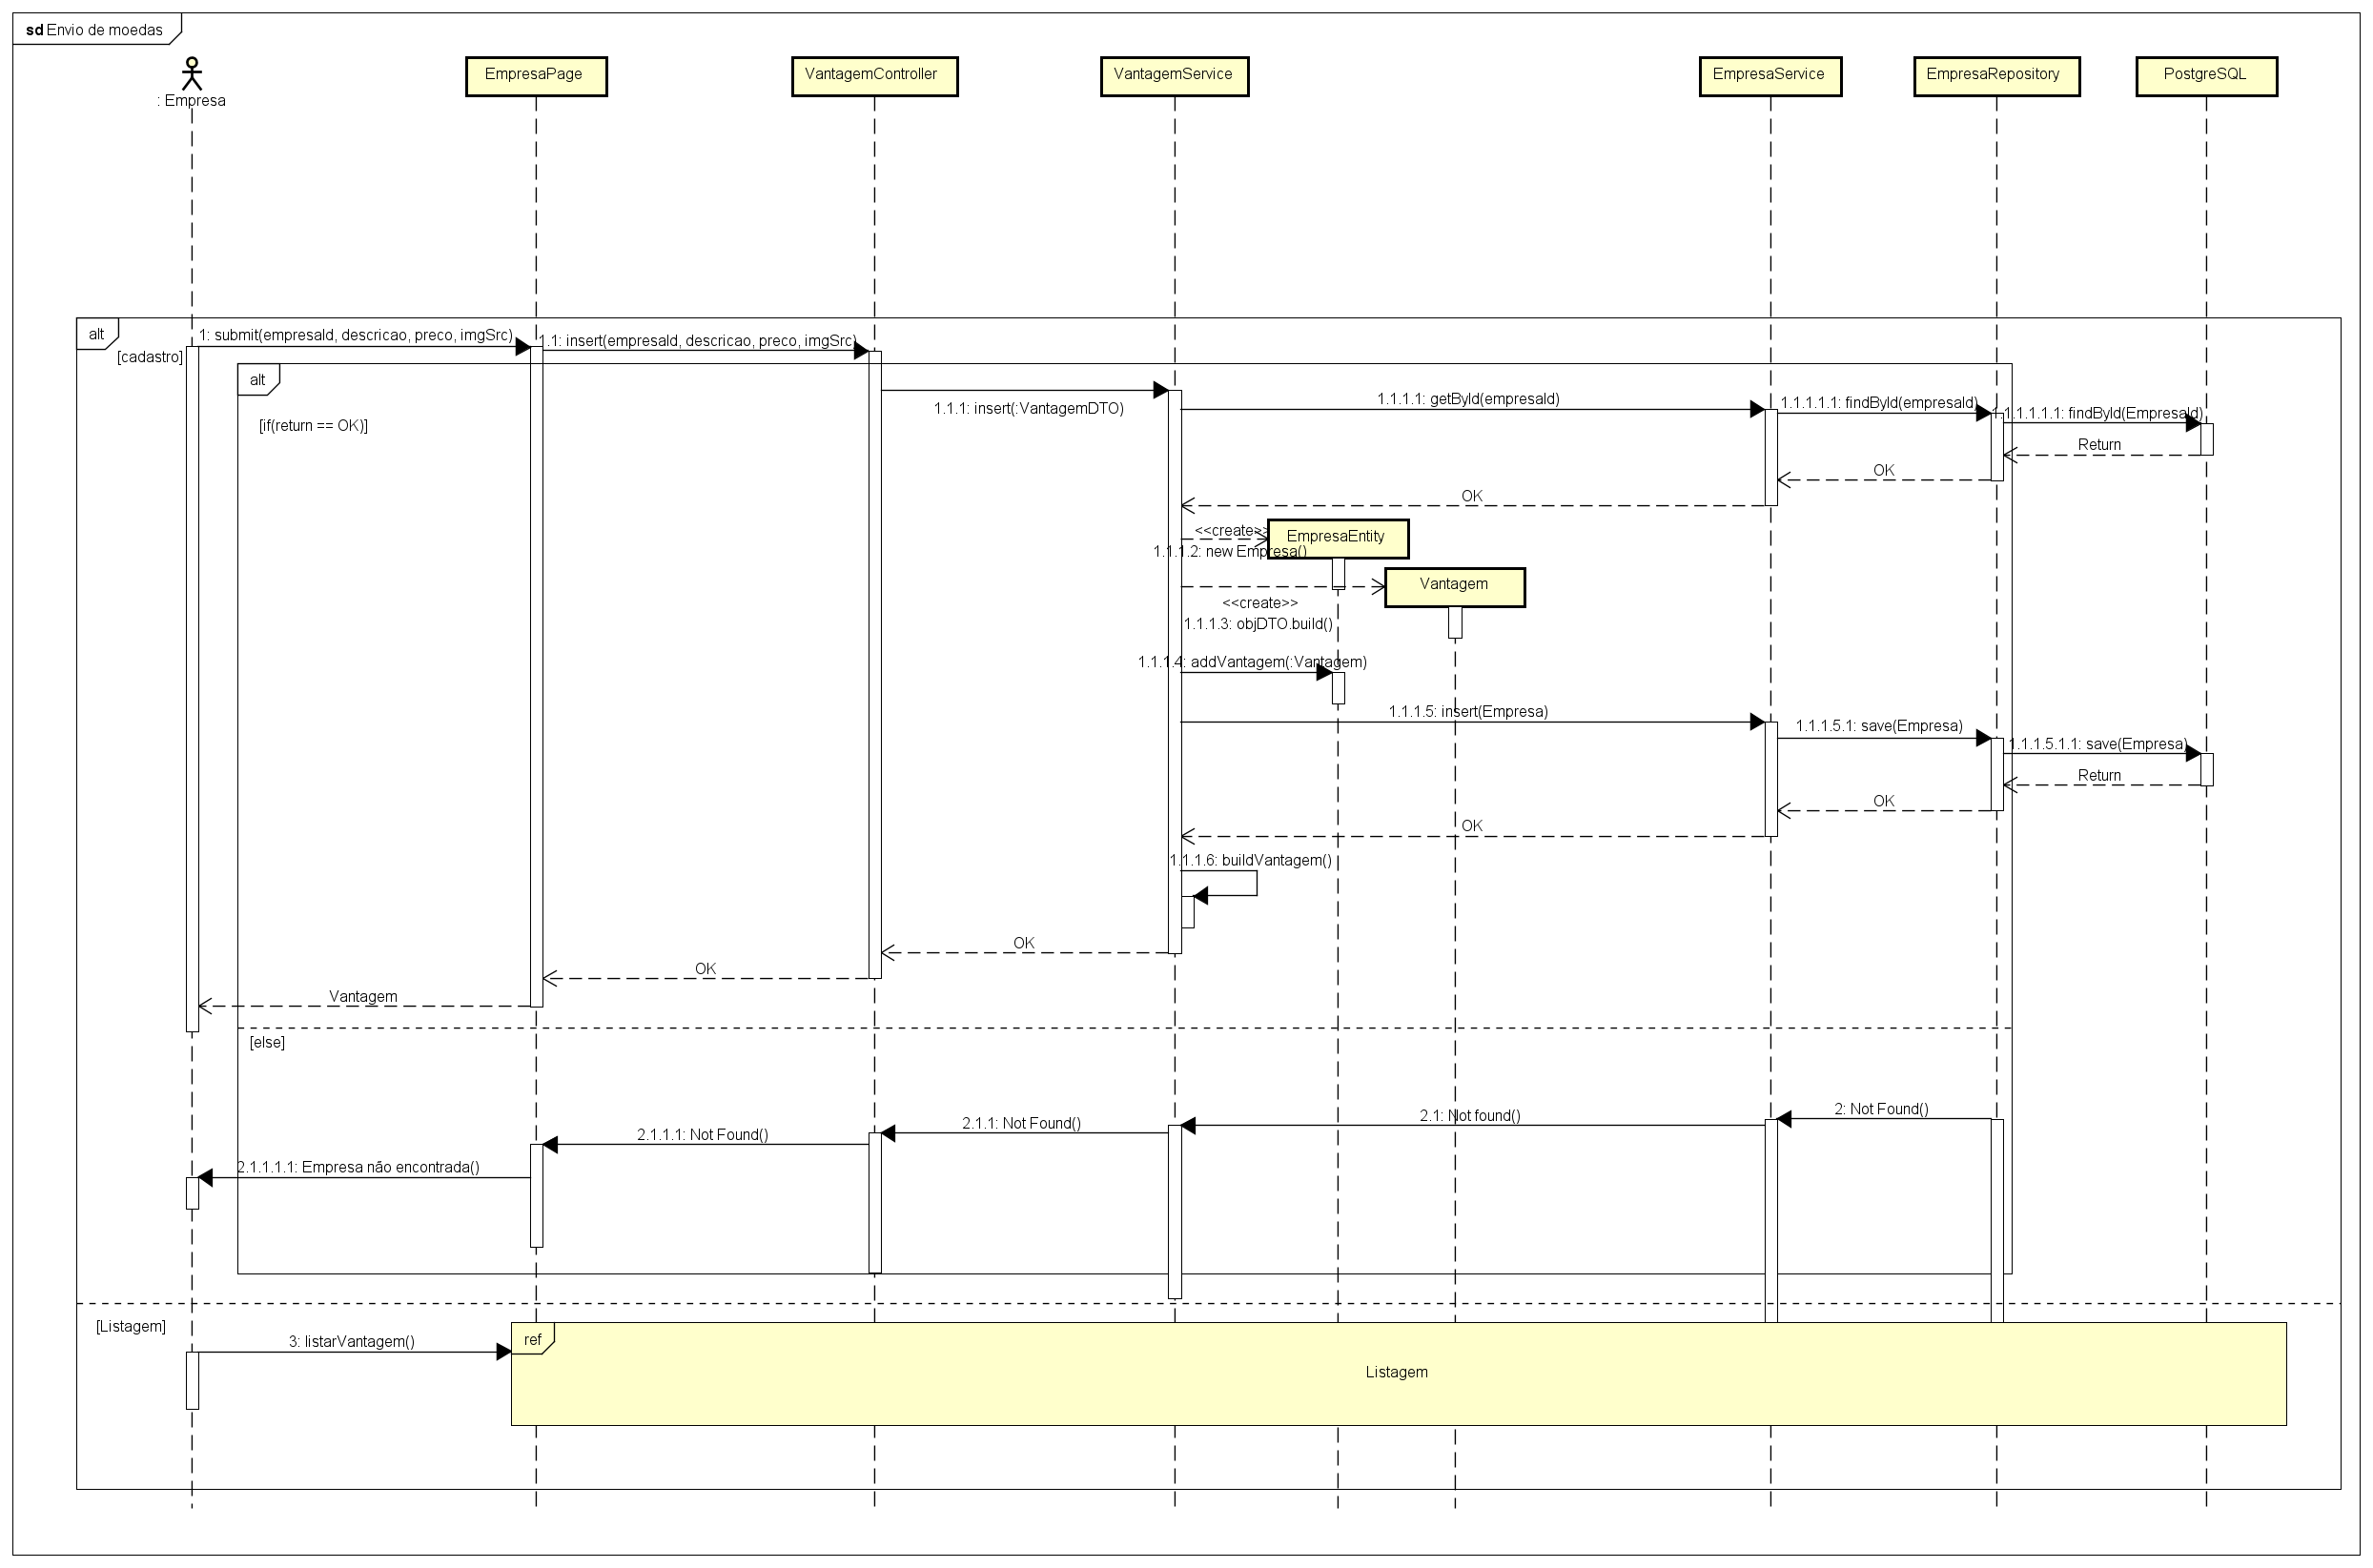 sd Envio de moedas
: Empresa
EmpresaPage
VantagemController
VantagemService
EmpresaService
EmpresaRepository
PostgreSQL
alt
[cadastro]
1: submit(empresaId, descricao, preco, imgSrc)
1.1: insert(empresaId, descricao, preco, imgSrc)
alt
[if(return == OK)]
1.1.1: insert(:VantagemDTO)
1.1.1.1: getById(empresaId)
1.1.1.1.1: findById(empresaId)
1.1.1.1.1.1: findById(EmpresaId)
Return
OK
OK
<<create>>
1.1.1.2: new Empresa()
EmpresaEntity
Vantagem
<<create>>
1.1.1.3: objDTO.build()
1.1.1.4: addVantagem(:Vantagem)
1.1.1.5: insert(Empresa)
1.1.1.5.1: save(Empresa)
1.1.1.5.1.1: save(Empresa)
Return
OK
OK
1.1.1.6: buildVantagem()
OK
OK
Vantagem
[else]
2: Not Found()
2.1: Not found()
2.1.1: Not Found()
2.1.1.1: Not Found()
2.1.1.1.1: Empresa não encontrada()
[Listagem]
3: listarVantagem()
ref
Listagem